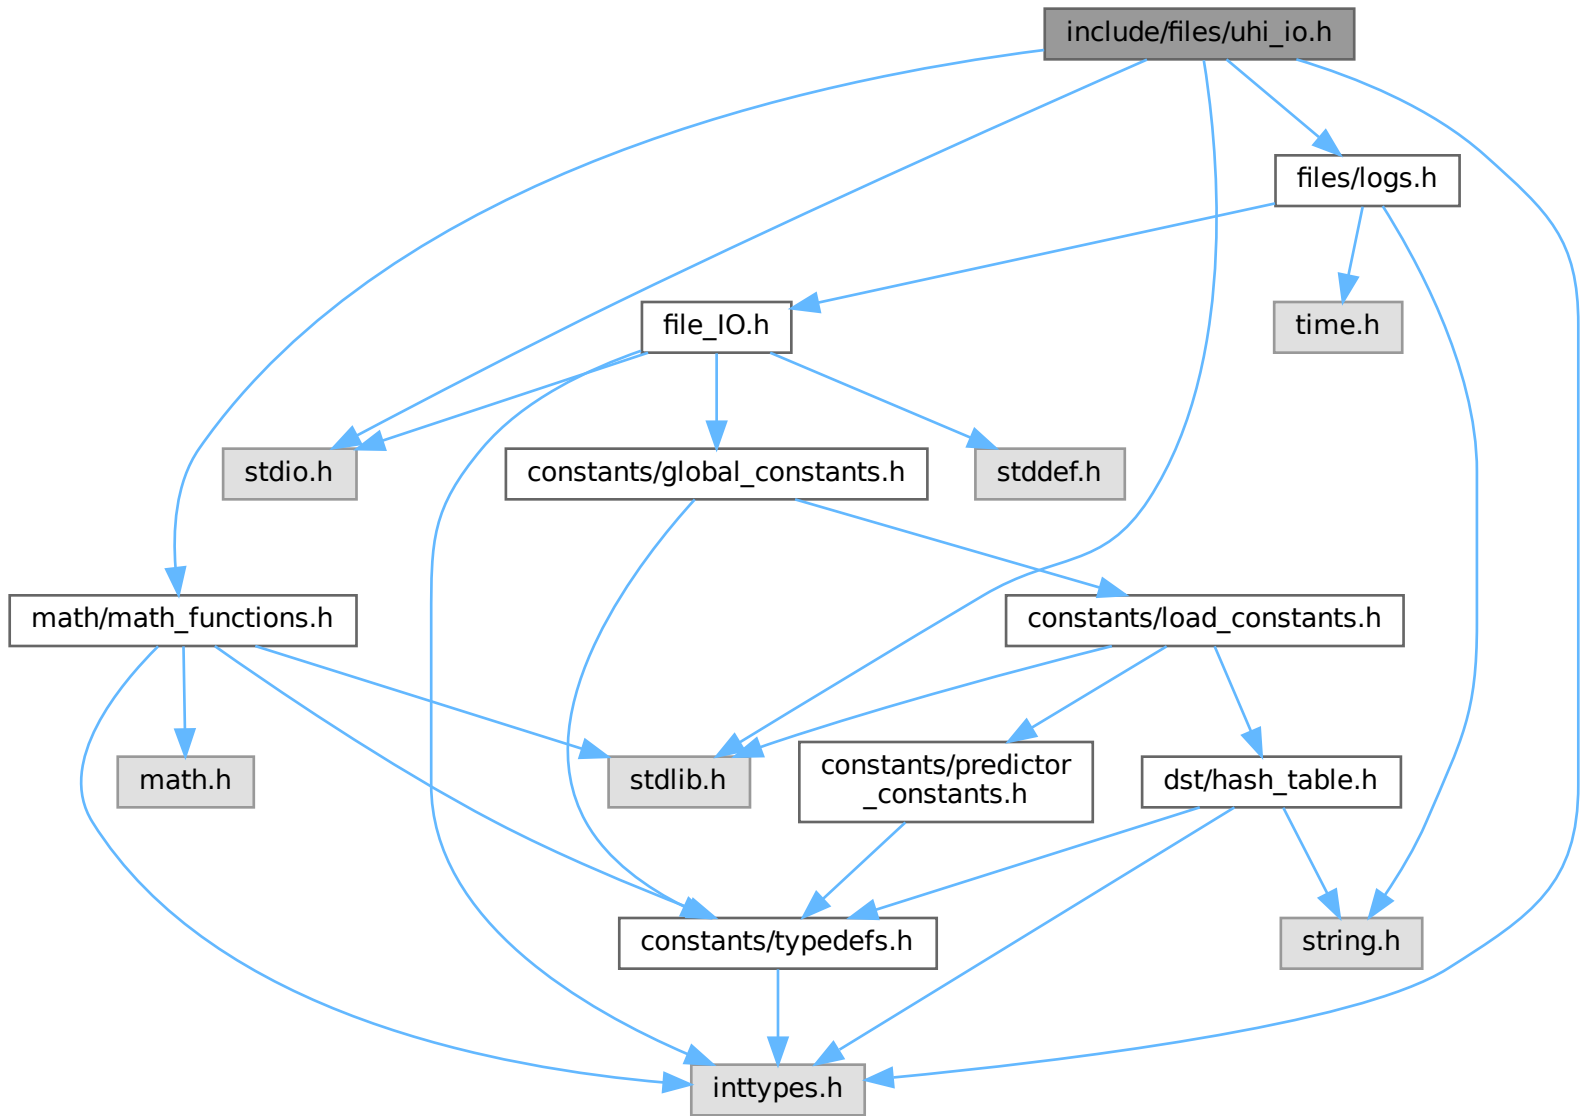 include/files/uhi_io.h
files/logs.h
file_IO.h
time.h
stdio.h
constants/global_constants.h
stddef.h
math/math_functions.h
constants/load_constants.h
math.h
stdlib.h
constants/predictor
_constants.h
dst/hash_table.h
constants/typedefs.h
string.h
inttypes.h